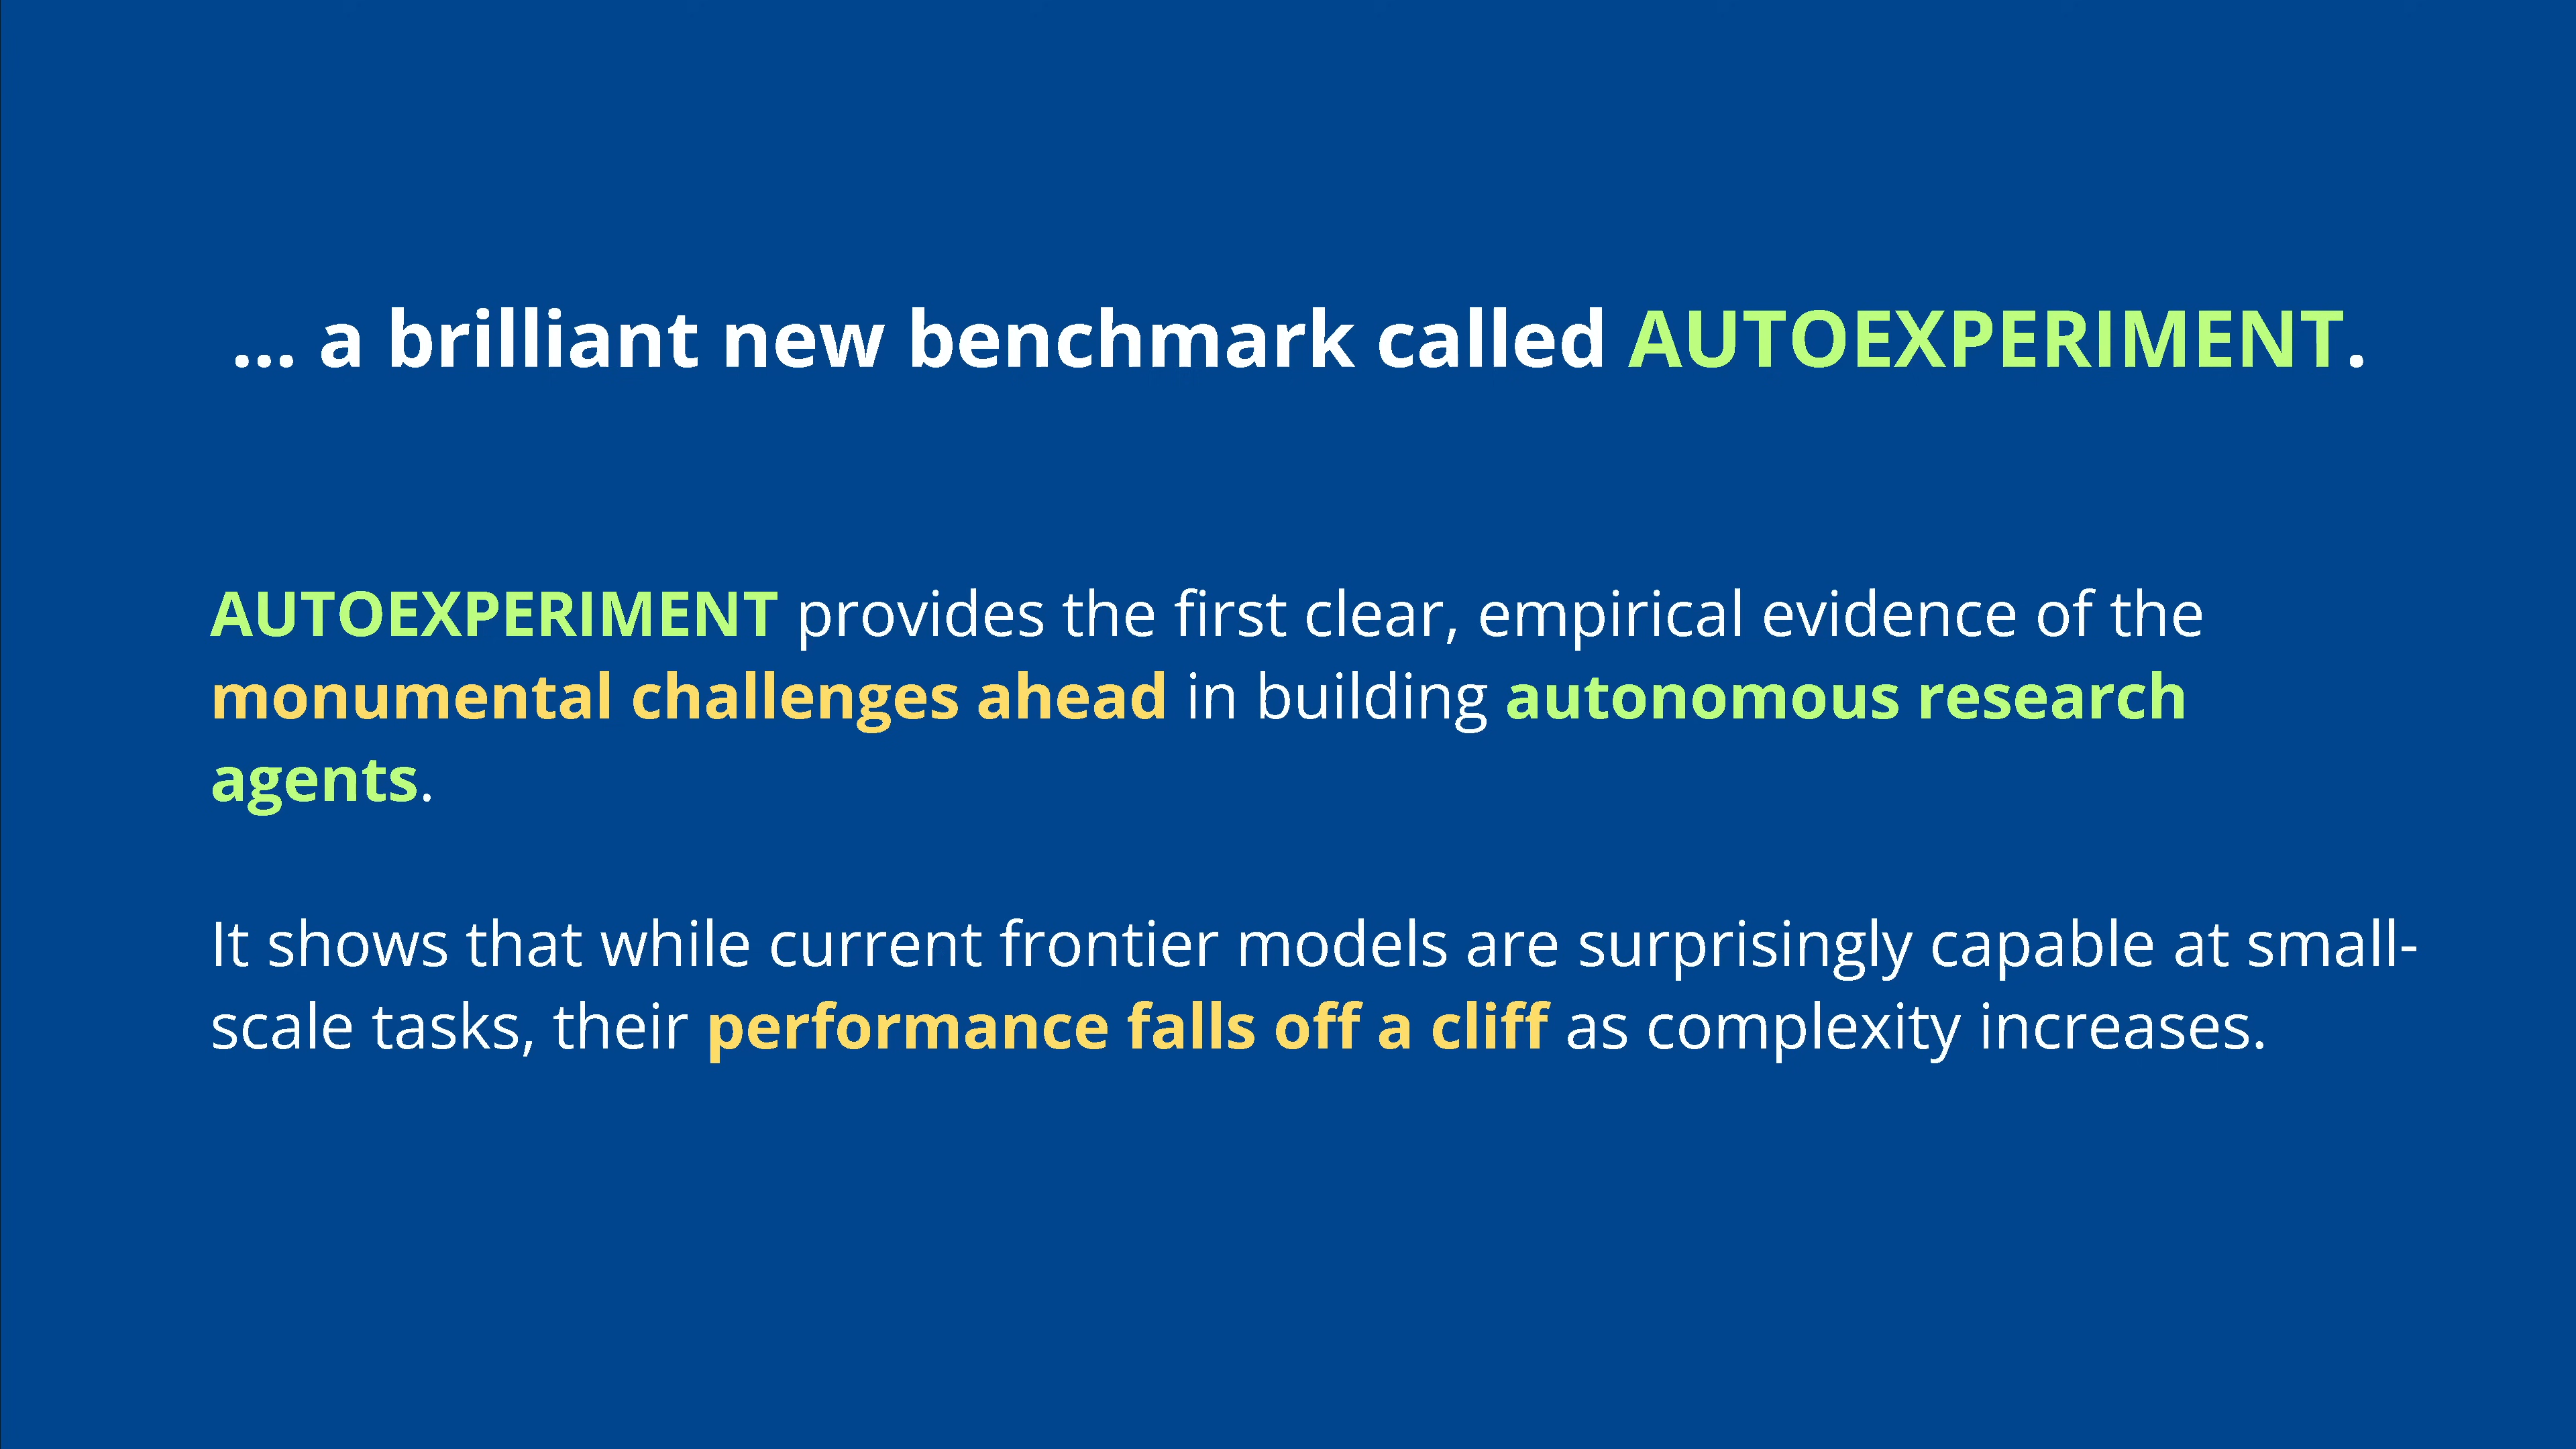 ... a brilliant new benchmark called AUTOEXPERIMENT.
AUTOEXPERIMENT provides the first clear, empirical evidence of the
monumental challenges ahead in building autonomous research
agents.
It shows that while current frontier models are surprisingly capable at small-
scale tasks, their performance falls off a cliff as complexity increases.